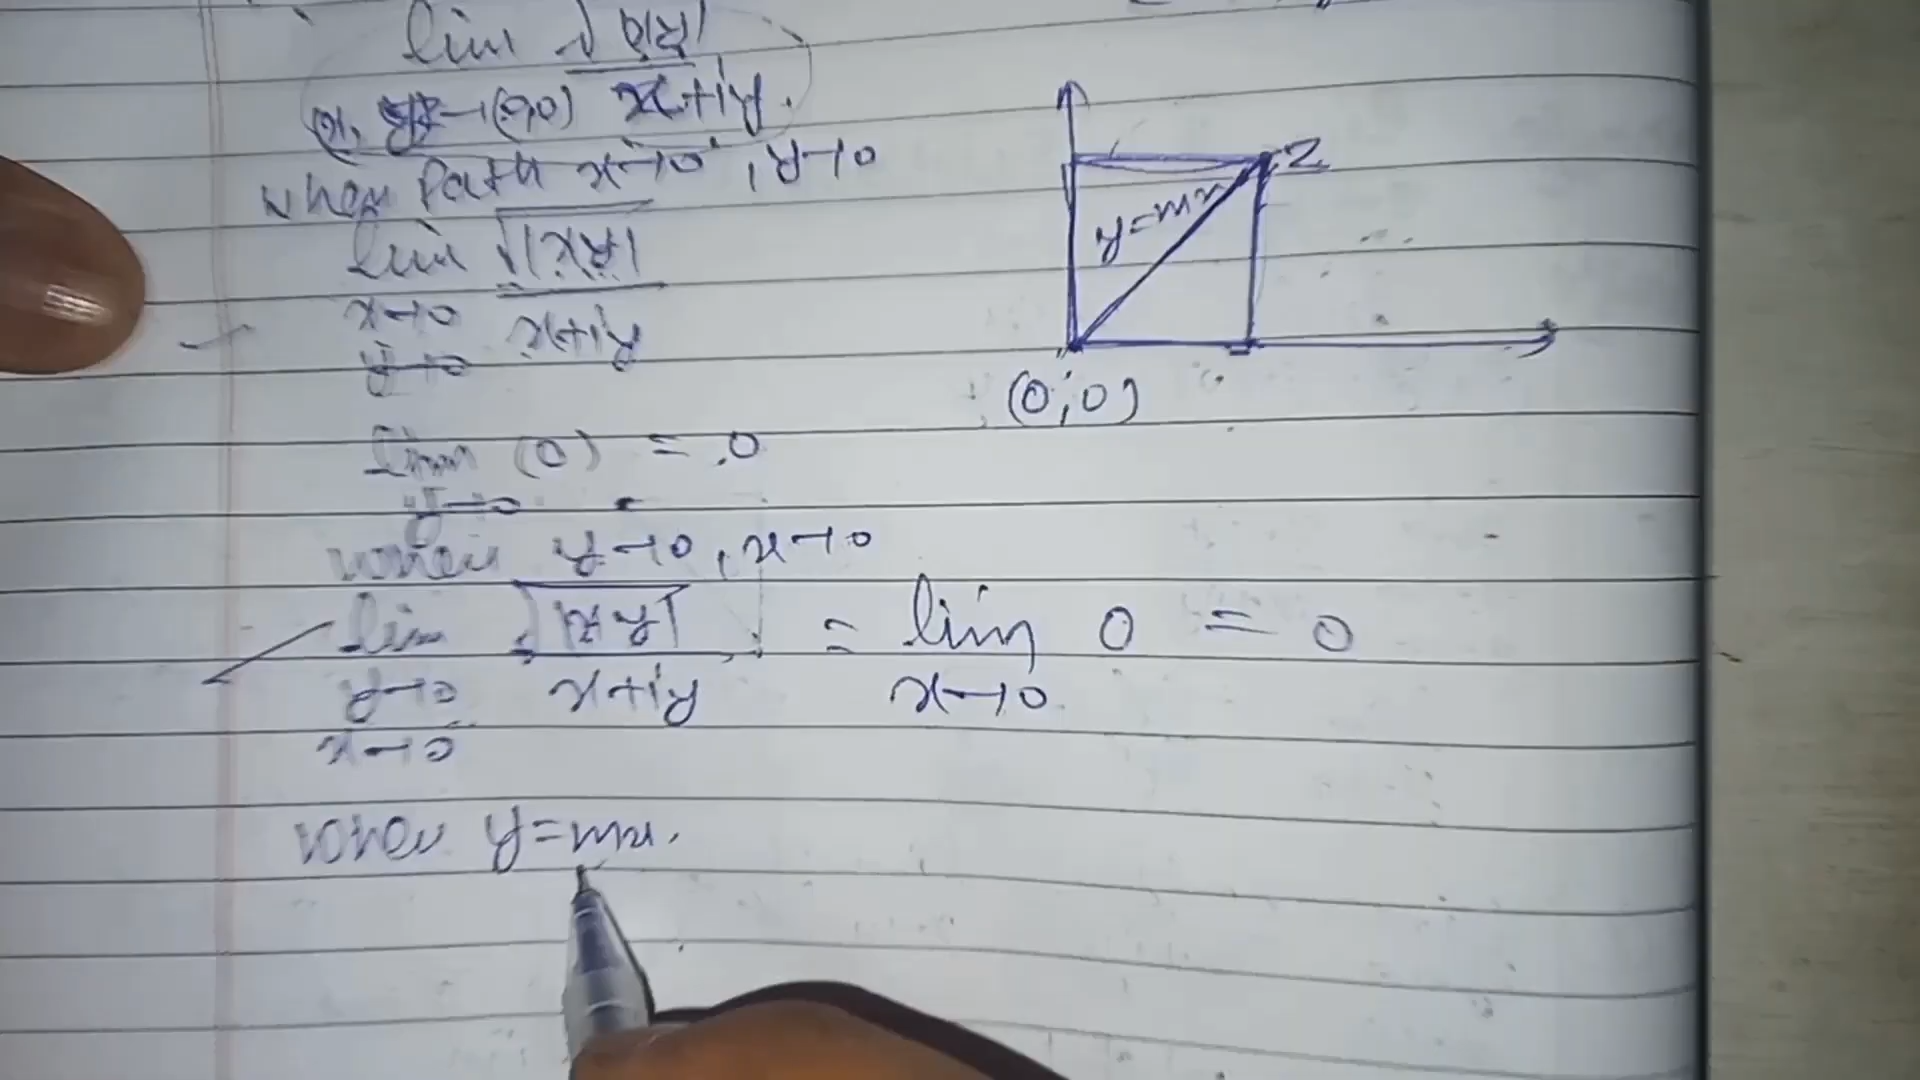 lim √|xy|
(x, y)→(0,0) x+iy.
when Path x→0, y→0
lim √|xy|
x→0 x+iy
y→0
lim (0) = 0
y→0
when y→0, x→0
lim √|xy| = lim 0 = 0
y→0 x+iy x→0
x→0
when y=mx.
Z
y=mx
(0,0)